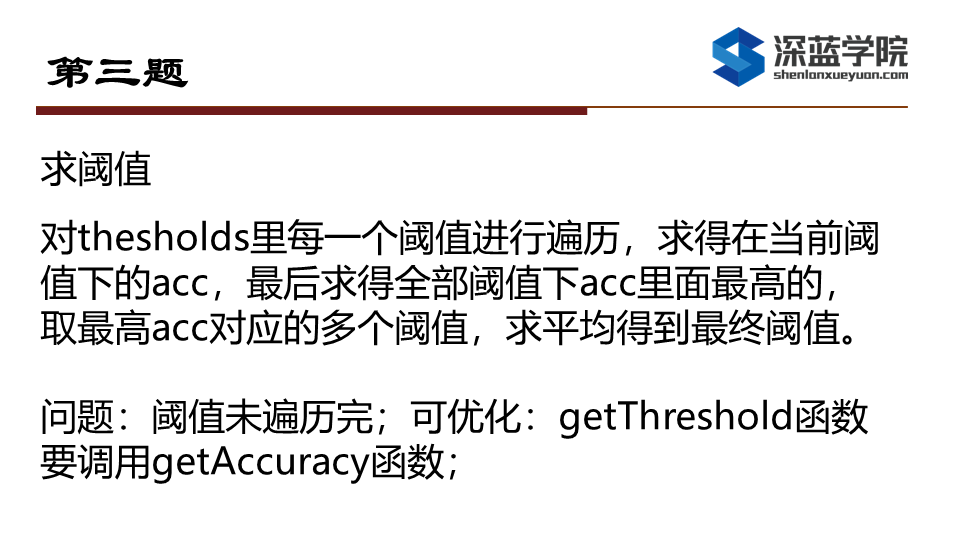 第三题
深蓝学院
shenlanxueyuan.com
求阈值
对thesholds里每一个阈值进行遍历，求得在当前阈
值下的acc，最后求得全部阈值下acc里面最高的，
取最高acc对应的多个阈值，求平均得到最终阈值。
问题：阈值未遍历完；可优化：getThreshold函数
要调用getAccuracy函数；